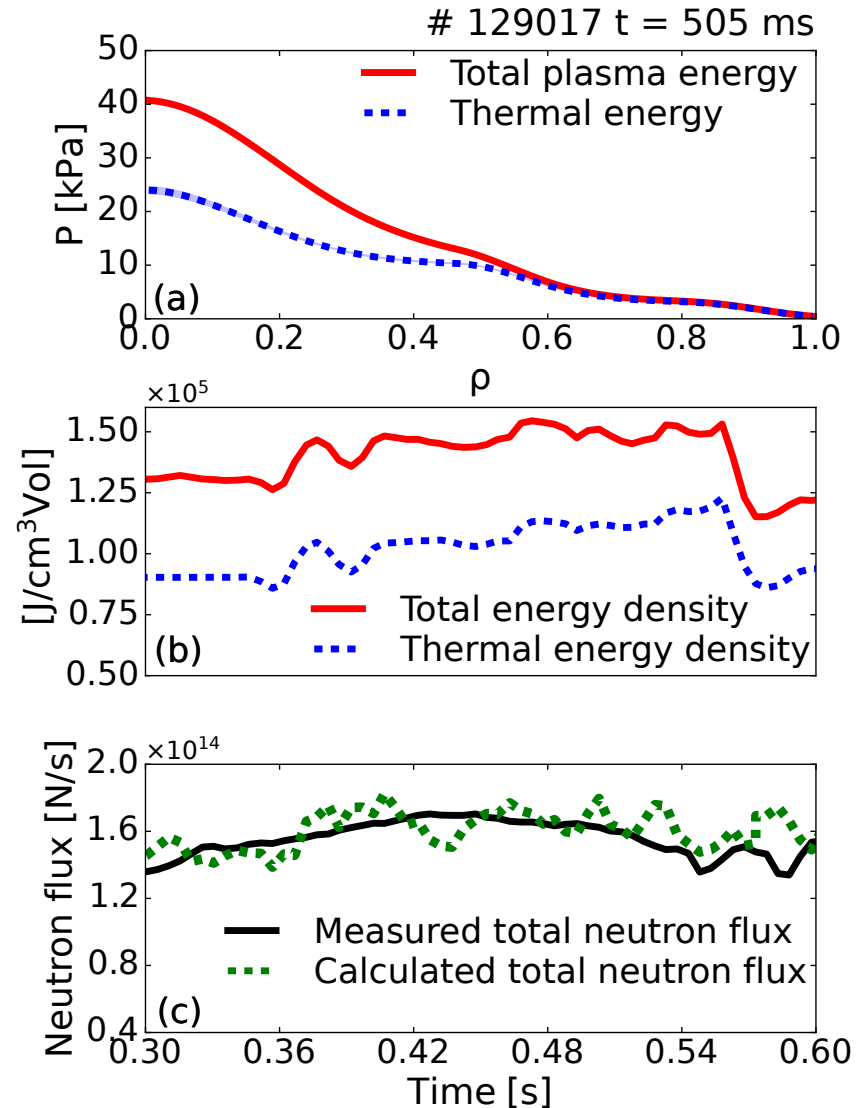 # 129017 t = 505 ms
50
40
30
20
10
0
P [kPa]
Total plasma energy
Thermal energy
(a)
0.0 0.2 0.4 0.6 0.8 1.0
ρ
×10⁵
1.50
1.25
1.00
0.75
0.50
[J/cm³Vol]
Total energy density
Thermal energy density
(b)
×10¹⁴
2.0
1.6
1.2
0.8
0.4
Neutron flux [N/s]
Measured total neutron flux
Calculated total neutron flux
(c)
0.30 0.36 0.42 0.48 0.54 0.60
Time [s]